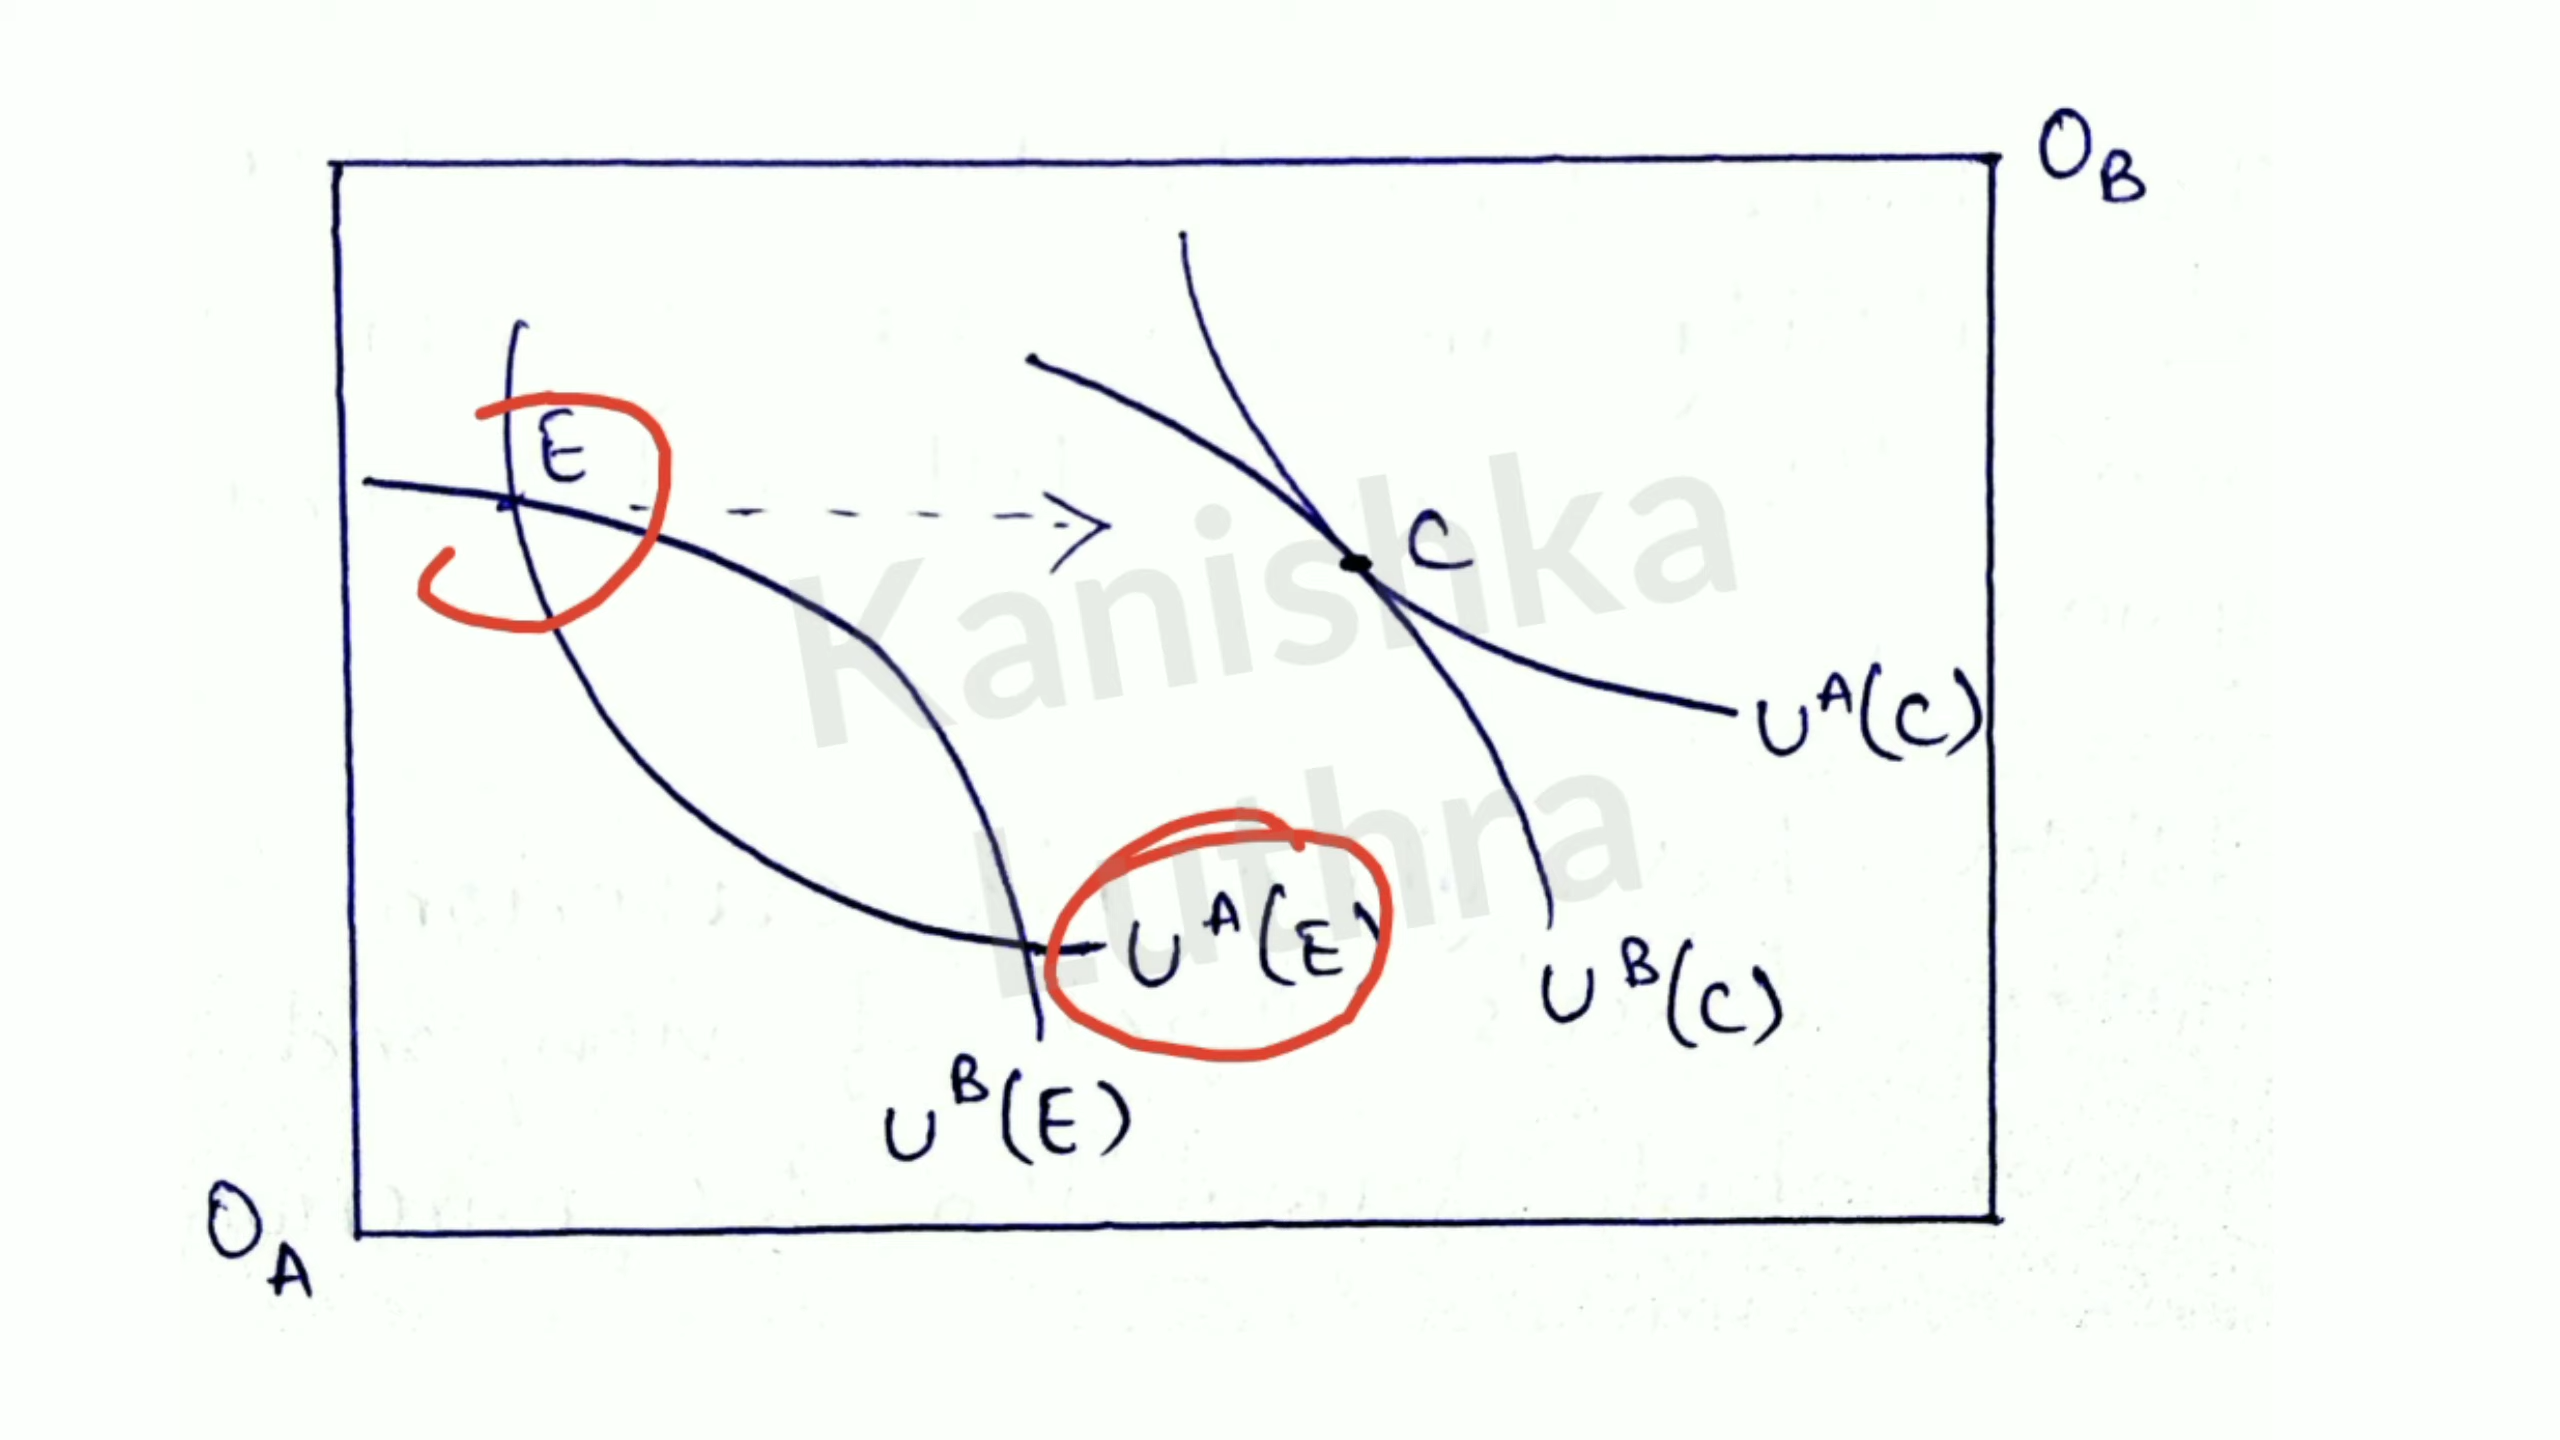 O_B
E
C
Kanishka
U^A(C)
Luthra
U^A(E)
U^B(C)
U^B(E)
O_A